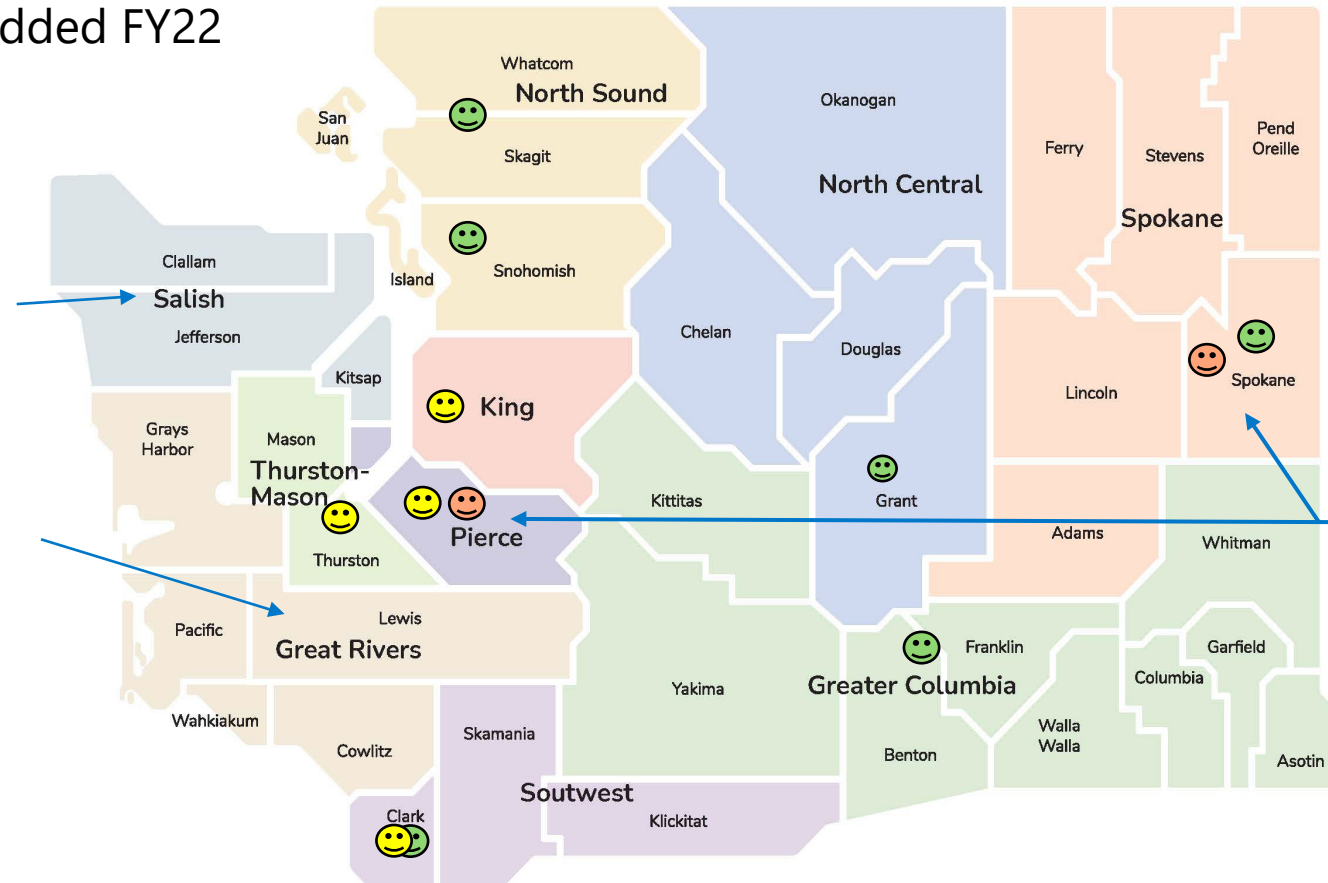 dded FY22
Whatcom
North Sound
San
Juan
Skagit
Okanogan
North Central
Ferry
Stevens
Pend
Oreille
Spokane
Clallam
Salish
Jefferson
Island
Snohomish
Chelan
Douglas
Kitsap
King
Lincoln
Spokane
Grays
Harbor
Mason
Thurston-
Mason
Thurston
Pierce
Kittitas
Grant
Adams
Whitman
Pacific
Lewis
Great Rivers
Wahkiakum
Cowlitz
Skamania
Yakima
Greater Columbia
Franklin
Garfield
Columbia
Walla
Walla
Benton
Asotin
Soutwest
Klickitat
Clark